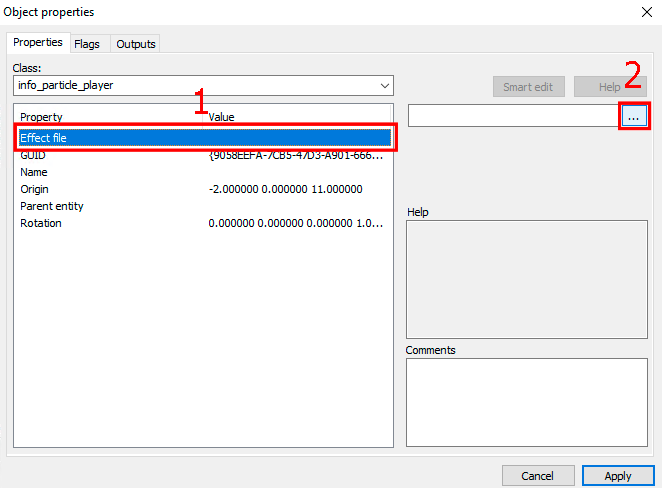 Object properties
Properties Flags Outputs
Class:
info_particle_player
Smart edit Help
1
2
Property Value
...
Effect file
GUID {9058EEFA-7CB5-47D3-A901-666...
Name
Origin -2.000000 0.000000 11.000000
Parent entity
Rotation 0.000000 0.000000 0.000000 1.0...
Help
Comments
Cancel Apply